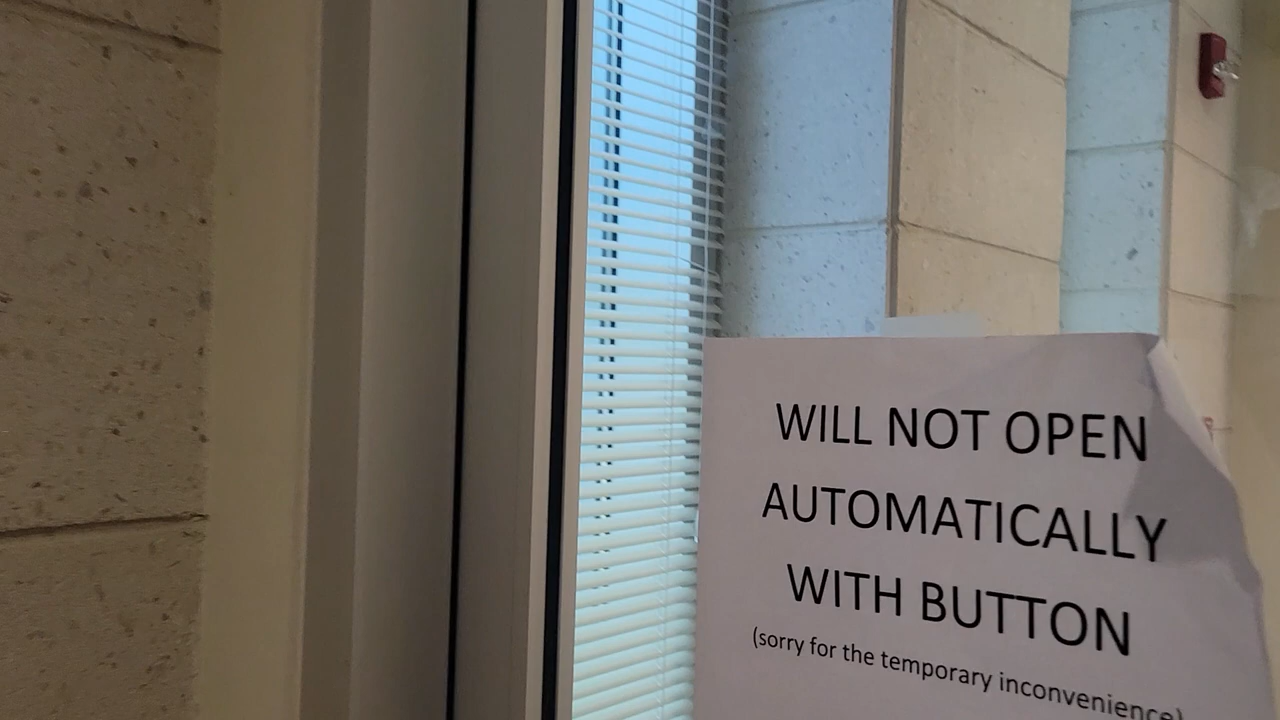 WILL NOT OPEN
AUTOMATICALLY
WITH BUTTON
(sorry for the temporary inconvenience)